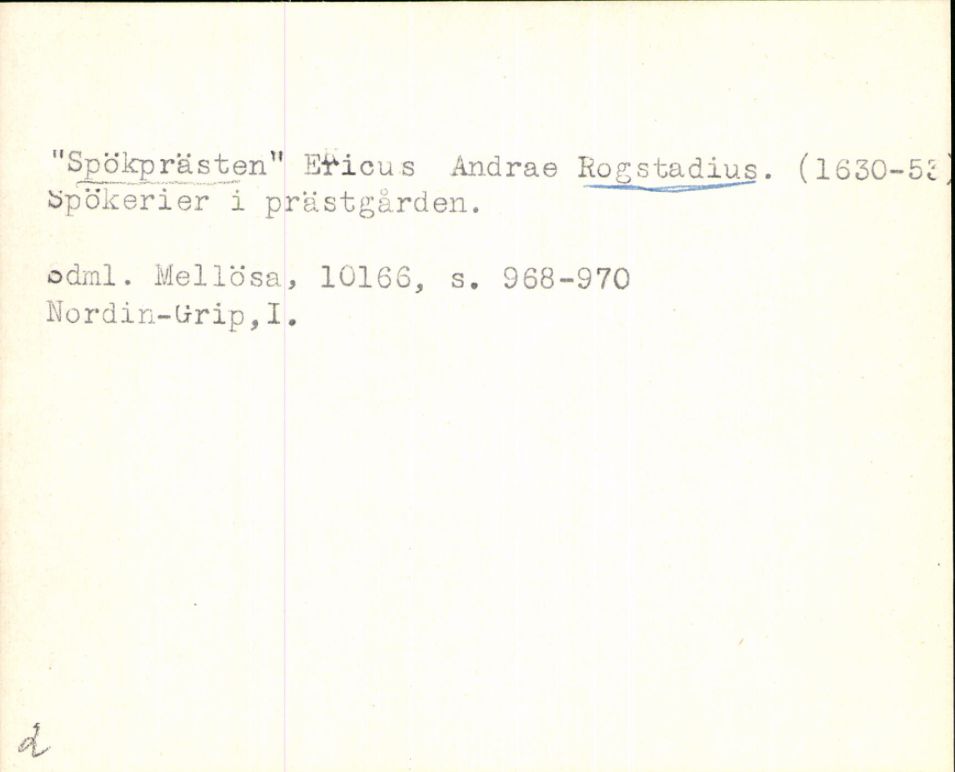 "Spökprästen" Ericus Andrae Rogstadius. (1630-53)
Spökerier i prästgården.
Sdml. Mellösa, 10166, s. 968-970
Nordin-Grip, I.
d